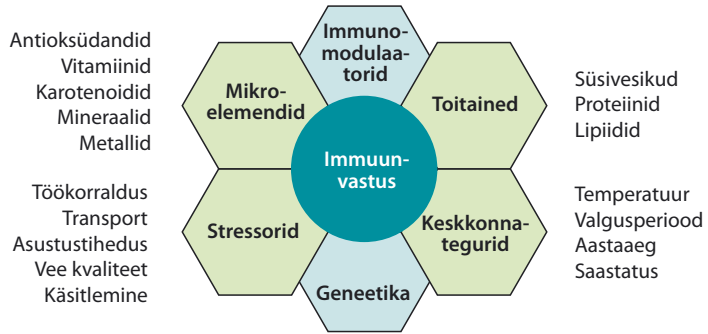 Immuno-
modulaa-
torid
Antioksüdandid
Vitamiinid
Karotenoidid
Mineraalid
Metallid
Mikro-
elemendid
Toitained
Süsivesikud
Proteiinid
Lipiidid
Immuun-
vastus
Töökorraldus
Transport
Asustustihedus
Vee kvaliteet
Käsitlemine
Stressorid
Keskkonna-
tegurid
Temperatuur
Valgusperiood
Aastaaeg
Saastatus
Geneetika